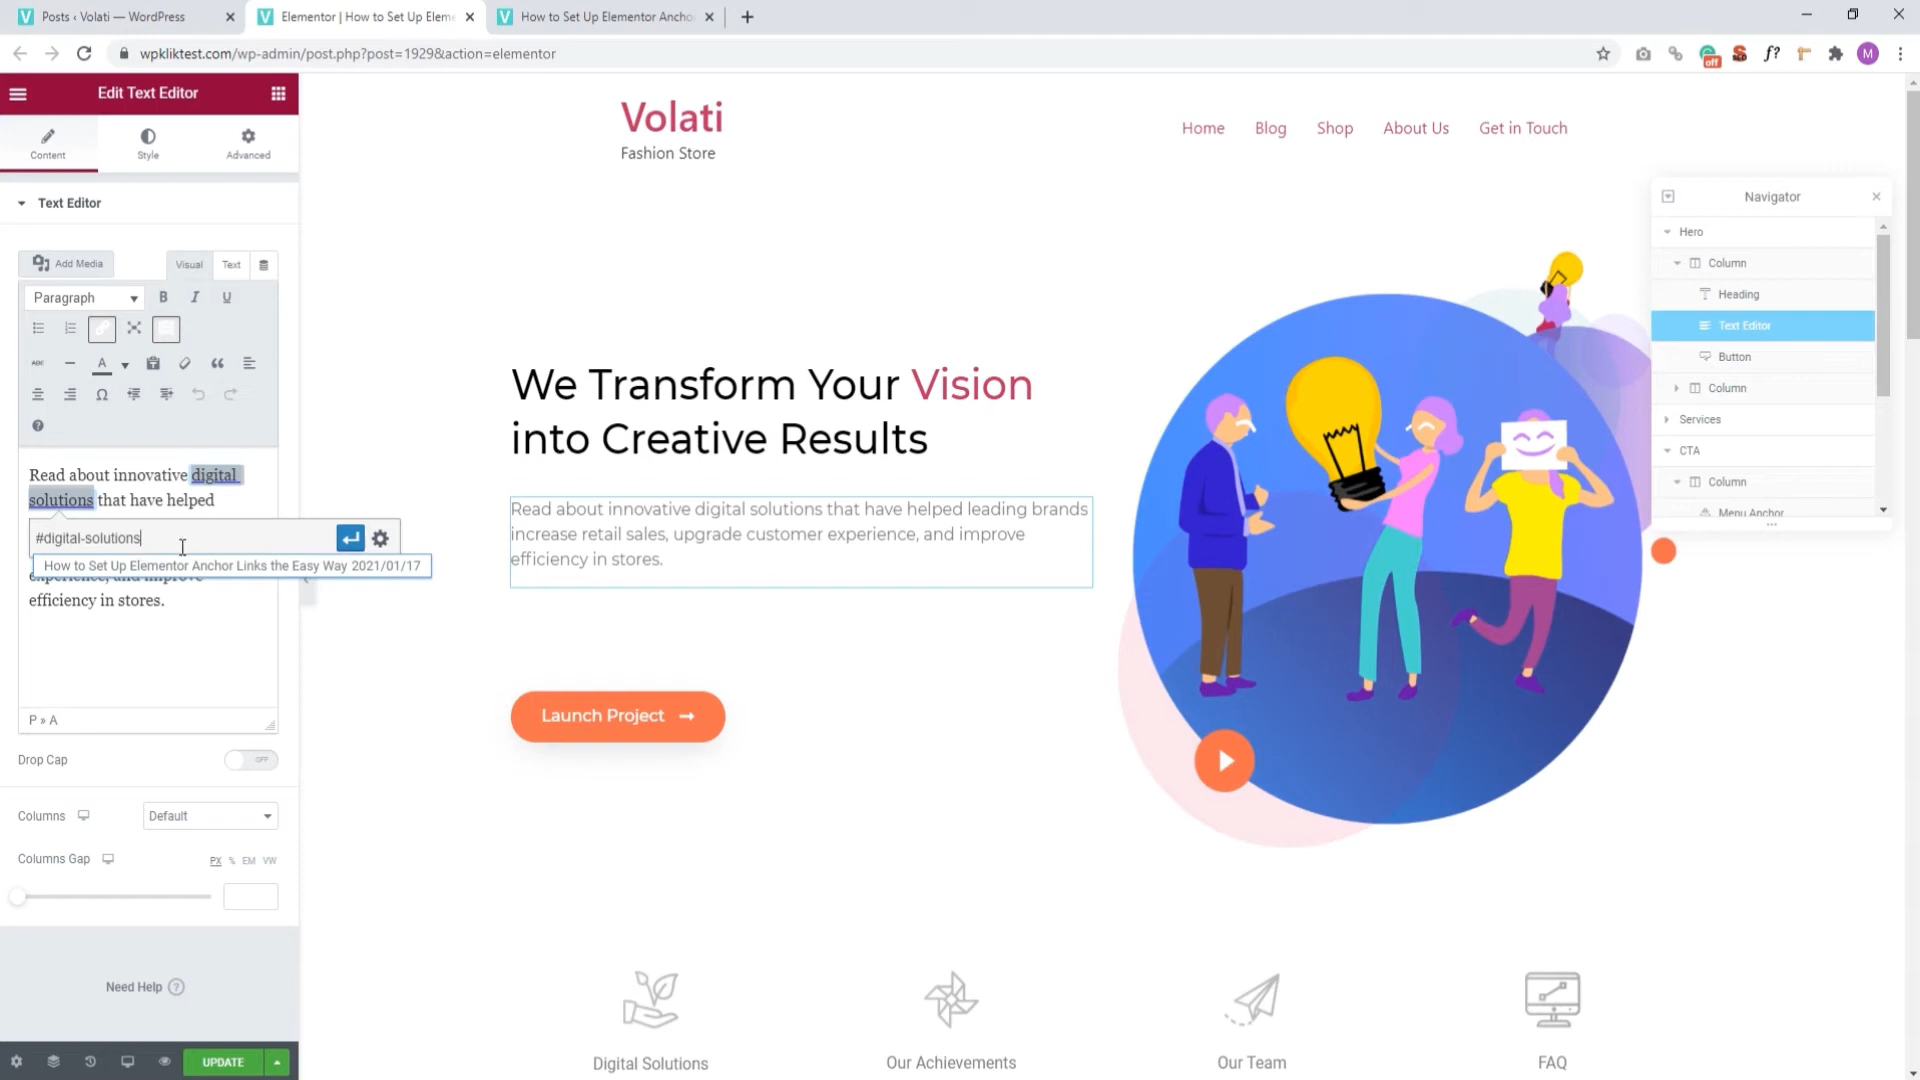 Posts ‹ Volati — WordPress
Elementor | How to Set Up Eleme
How to Set Up Elementor Ancho
wpkliktest.com/wp-admin/post.php?post=1929&action=elementor
off
f?
M
Edit Text Editor
Content
Style
Advanced
Text Editor
Add Media
Visual
Text
Paragraph
B
I
U
ABC
A
Read about innovative digital
solutions that have helped
#digital-solutions
How to Set Up Elementor Anchor Links the Easy Way 2021/01/17
experience, and improve
efficiency in stores.
P » A
Drop Cap
OFF
Columns
Default
Columns Gap
PX
%
EM
VW
Need Help
UPDATE
Volati
Fashion Store
Home
Blog
Shop
About Us
Get in Touch
We Transform Your Vision
into Creative Results
Read about innovative digital solutions that have helped leading brands
increase retail sales, upgrade customer experience, and improve
efficiency in stores.
Launch Project
Digital Solutions
Our Achievements
Our Team
FAQ
Navigator
Hero
Column
Heading
Text Editor
Button
Column
Services
CTA
Column
Menu Anchor